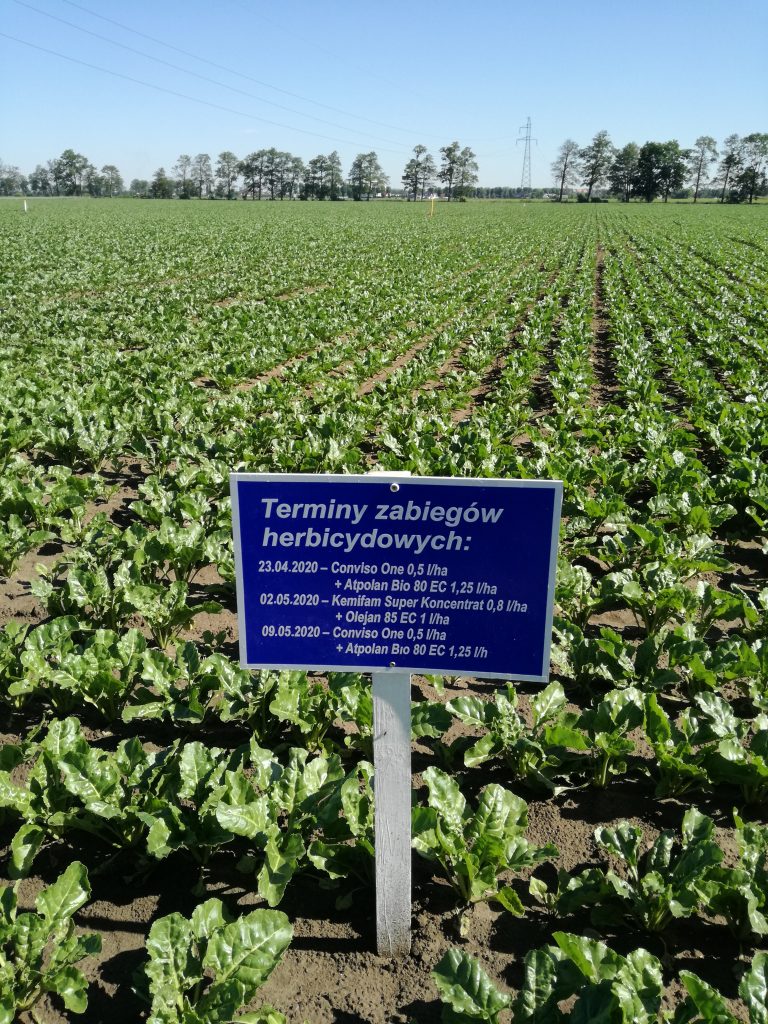 Terminy zabiegów
herbicydowych:
23.04.2020 – Conviso One 0,5 l/ha
+ Atpolan Bio 80 EC 1,25 l/ha
02.05.2020 – Kemifam Super Koncentrat 0,8 l/ha
+ Olejan 85 EC 1 l/ha
09.05.2020 – Conviso One 0,5 l/ha
+ Atpolan Bio 80 EC 1,25 l/h